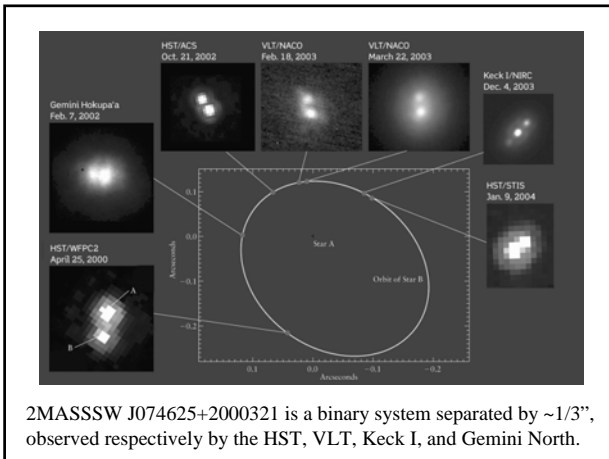 HST/ACS
Oct. 21, 2002
VLT/NACO
Feb. 18, 2003
VLT/NACO
March 22, 2003
Keck I/NIRC
Dec. 4, 2003
Gemini Hokupa'a
Feb. 7, 2002
HST/STIS
Jan. 9, 2004
HST/WFPC2
April 25, 2000
A
B
0.1
0.0
−0.1
−0.2
Arcseconds
Star A
Orbit of Star B
0.1
0.0
−0.1
−0.2
Arcseconds
2MASSSW J074625+2000321 is a binary system separated by ~1/3”,
observed respectively by the HST, VLT, Keck I, and Gemini North.